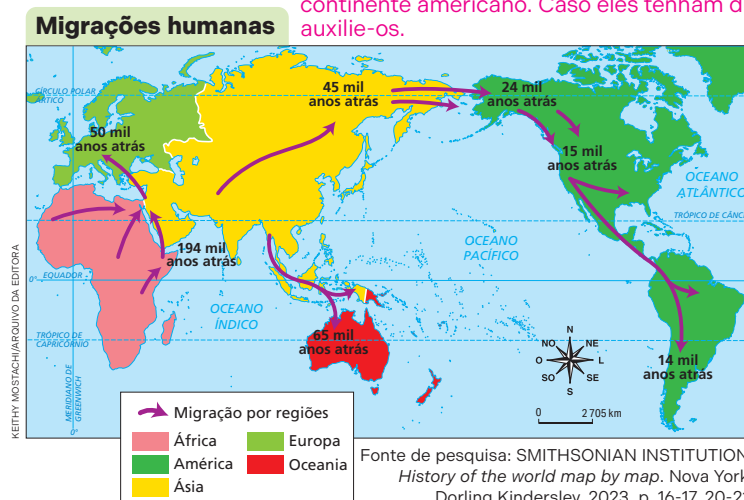 continente americano. Caso eles tenham d
auxilie-os.
Migrações humanas
CÍRCULO POLAR
ÁRTICO
45 mil
anos atrás
24 mil
anos atrás
50 mil
anos atrás
15 mil
anos atrás
OCEANO
ATLÂNTICO
TRÓPICO DE CÂNC
194 mil
anos atrás
OCEANO
PACÍFICO
0°
EQUADOR
OCEANO
ÍNDICO
TRÓPICO DE
CAPRICÓRNIO
65 mil
anos atrás
14 mil
anos atrás
N
NO
NE
O
L
SO
SE
S
MERIDIANO DE
GREENWICH
0°
0
2 705 km
KEITHY MOSTACHI/ARQUIVO DA EDITORA
Migração por regiões
África
Europa
América
Oceania
Ásia
Fonte de pesquisa: SMITHSONIAN INSTITUTION
History of the world map by map. Nova York
Dorling Kindersley, 2023. p. 16-17, 20-2